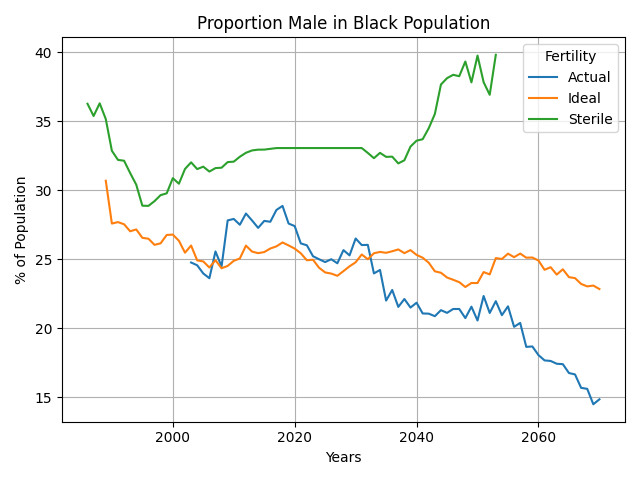 Proportion Male in Black Population
% of Population
40
35
30
25
20
15
Fertility
Actual
Ideal
Sterile
2000
2020
2040
2060
Years